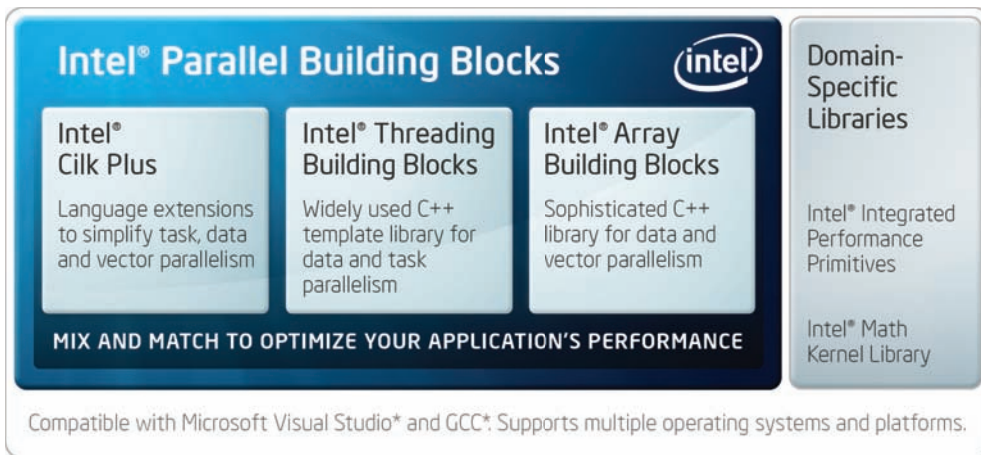 Intel® Parallel Building Blocks
intel
Intel®
Cilk Plus
Language extensions
to simplify task, data
and vector parallelism
Intel® Threading
Building Blocks
Widely used C++
template library for
data and task
parallelism
Intel® Array
Building Blocks
Sophisticated C++
library for data and
vector parallelism
MIX AND MATCH TO OPTIMIZE YOUR APPLICATION'S PERFORMANCE
Domain-
Specific
Libraries
Intel® Integrated
Performance
Primitives
Intel® Math
Kernel Library
Compatible with Microsoft Visual Studio* and GCC*. Supports multiple operating systems and platforms.